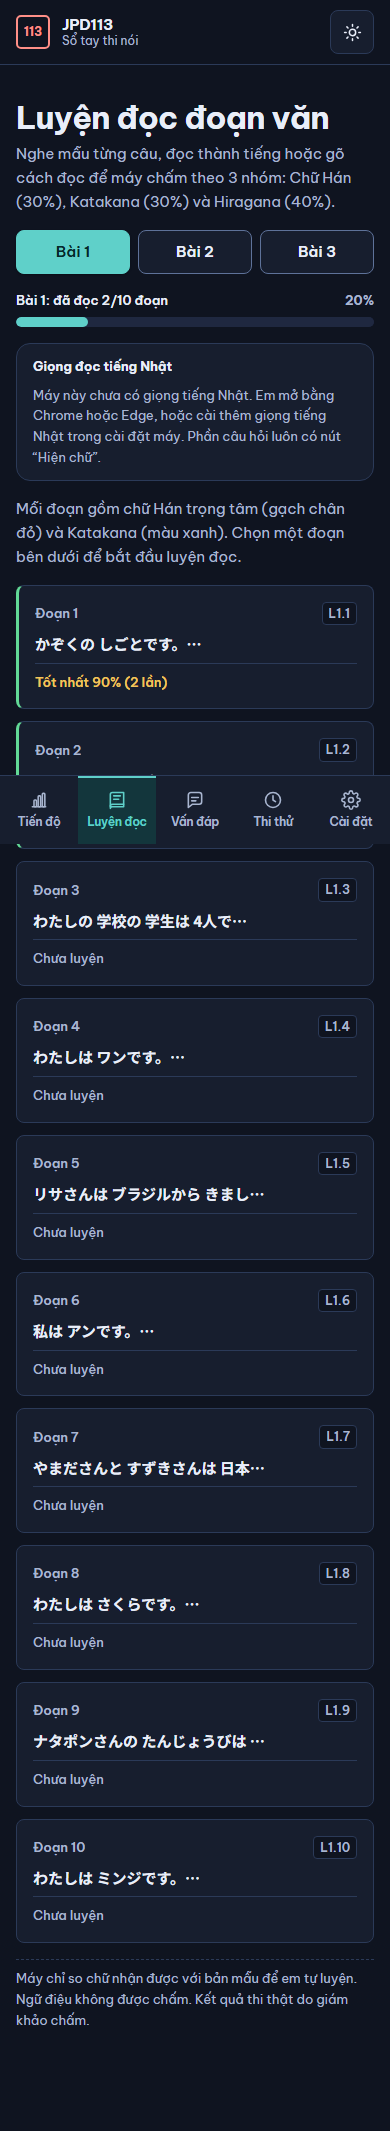 113
JPD113
Sổ tay thi nói
Luyện đọc đoạn văn
Nghe mẫu từng câu, đọc thành tiếng hoặc gõ
cách đọc để máy chấm theo 3 nhóm: Chữ Hán
(30%), Katakana (30%) và Hiragana (40%).
Bài 1
Bài 2
Bài 3
Bài 1: đã đọc 2/10 đoạn
20%
Giọng đọc tiếng Nhật
Máy này chưa có giọng tiếng Nhật. Em mở bằng
Chrome hoặc Edge, hoặc cài thêm giọng tiếng
Nhật trong cài đặt máy. Phần câu hỏi luôn có nút
“Hiện chữ”.
Mỗi đoạn gồm chữ Hán trọng tâm (gạch chân
đỏ) và Katakana (màu xanh). Chọn một đoạn
bên dưới để bắt đầu luyện đọc.
Đoạn 1
L1.1
かぞくの しごとです。…
Tốt nhất 90% (2 lần)
Đoạn 2
L1.2
Tiến độ
Luyện đọc
Vấn đáp
Thi thử
Cài đặt
Đoạn 3
L1.3
わたしの 学校の 学生は 4人で…
Chưa luyện
Đoạn 4
L1.4
わたしは ワンです。…
Chưa luyện
Đoạn 5
L1.5
リサさんは ブラジルから きまし…
Chưa luyện
Đoạn 6
L1.6
私は アンです。…
Chưa luyện
Đoạn 7
L1.7
やまださんと すずきさんは 日本…
Chưa luyện
Đoạn 8
L1.8
わたしは さくらです。…
Chưa luyện
Đoạn 9
L1.9
ナタポンさんの たんじょうびは …
Chưa luyện
Đoạn 10
L1.10
わたしは ミンジです。…
Chưa luyện
Máy chỉ so chữ nhận được với bản mẫu để em tự luyện.
Ngữ điệu không được chấm. Kết quả thi thật do giám
khảo chấm.